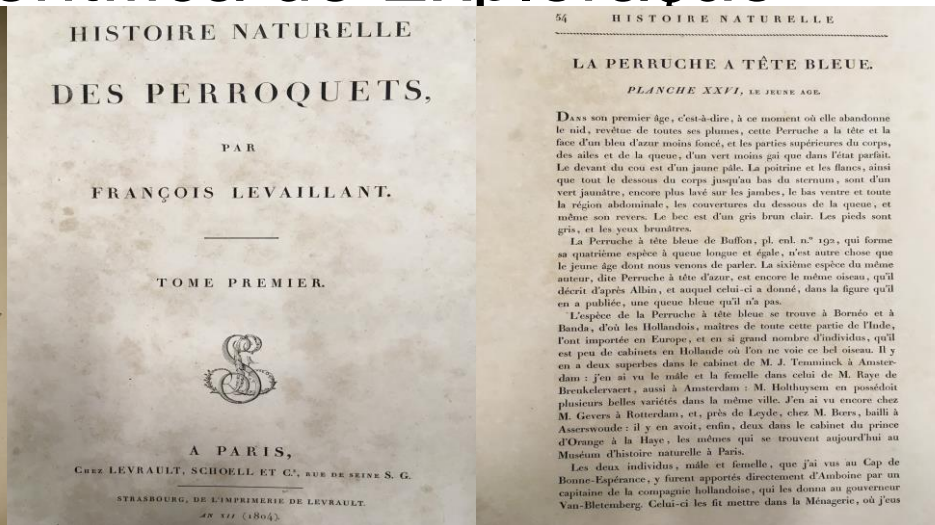 HISTOIRE NATURELLE
DES PERROQUETS,
PAR
FRANÇOIS LEVAILLANT.
TOME PREMIER.
A PARIS,
CHEZ LEVRAULT, SCHOELL ET C.ie, RUE DE SEINE S. G.
STRASBOURG, DE L'IMPRIMERIE DE LEVRAULT.
(1804)
54 HISTOIRE NATURELLE
LA PERRUCHE A TÊTE BLEUE.
PLANCHE XXVI, LE JEUNE AGE.
DANS son premier âge, c'est-à-dire, à ce moment où elle abandonne
le nid, revêtue de toutes ses plumes, cette Perruche a la tête et la
face d'un bleu d'azur moins foncé, et les parties supérieures du corps,
des ailes et de la queue, d'un vert moins gai que dans l'état parfait.
Le devant du cou est d'un jaune pâle. La poitrine et les flancs, ainsi
que tout le dessous du corps jusqu'au bas du sternum, sont d'un
vert jaunâtre, encore plus lavé sur les jambes, le bas ventre et toute
la région abdominale, les couvertures du dessous de la queue, et
même son revers. Le bec est d'un gris brun clair. Les pieds sont
gris, et les yeux brunâtres.
La Perruche à tête bleue de Buffon, pl. enl. n.° 192, qui forme
sa quatrième espèce à queue longue et égale, n'est autre chose que
le jeune âge dont nous venons de parler. La sixième espèce du même
auteur, dite Perruche à tête d'azur, est encore le même oiseau, qu'il
décrit d'après Albin, et auquel celui-ci a donné, dans la figure qu'il
en a publiée, une queue bleue qu'il n'a pas.
L'espèce de la Perruche à tête bleue se trouve à Bornéo et à
Banda, d'où les Hollandois, maîtres de toute cette partie de l'Inde,
l'ont importée en Europe, et en si grand nombre d'individus, qu'il
est peu de cabinets en Hollande où l'on ne voie ce bel oiseau. Il y
en a deux superbes dans le cabinet de M. J. Temminck à Amster-
dam : j'en ai vu le mâle et la femelle dans celui de M. Raye de
Breukelervaert, aussi à Amsterdam : M. Holthuysem en possédoit
plusieurs belles variétés dans la même ville. J'en ai vu encore chez
M. Gevers à Rotterdam, et, près de Leyde, chez M. Bœrs, bailli à
Asserswoude : il y en avoit, enfin, deux dans le cabinet du prince
d'Orange à la Haye, les mêmes qui se trouvent aujourd'hui au
Muséum d'histoire naturelle à Paris.
Les deux individus, mâle et femelle, que j'ai vus au Cap de
Bonne-Espérance, y furent apportés directement d'Amboine par un
capitaine de la compagnie hollandoise, qui les donna au gouverneur
Van-Bletemberg. Celui-ci les fit mettre dans la Ménagerie, où j'eus